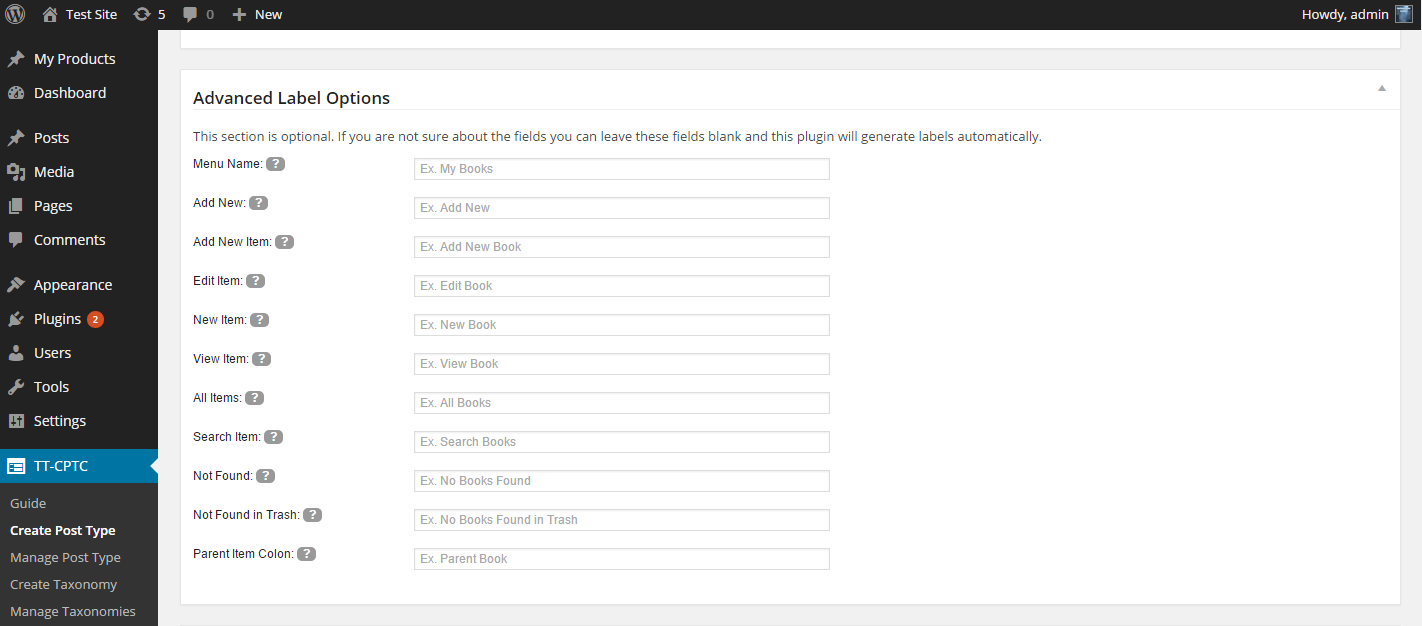 Test Site 5 0 New Howdy, admin
My Products
Dashboard
Posts
Media
Pages
Comments
Appearance
Plugins 2
Users
Tools
Settings
TT-CPTC
Guide
Create Post Type
Manage Post Type
Create Taxonomy
Manage Taxonomies
Advanced Label Options
This section is optional. If you are not sure about the fields you can leave these fields blank and this plugin will generate labels automatically.
Menu Name: ? Ex. My Books
Add New: ? Ex. Add New
Add New Item: ? Ex. Add New Book
Edit Item: ? Ex. Edit Book
New Item: ? Ex. New Book
View Item: ? Ex. View Book
All Items: ? Ex. All Books
Search Item: ? Ex. Search Books
Not Found: ? Ex. No Books Found
Not Found in Trash: ? Ex. No Books Found in Trash
Parent Item Colon: ? Ex. Parent Book